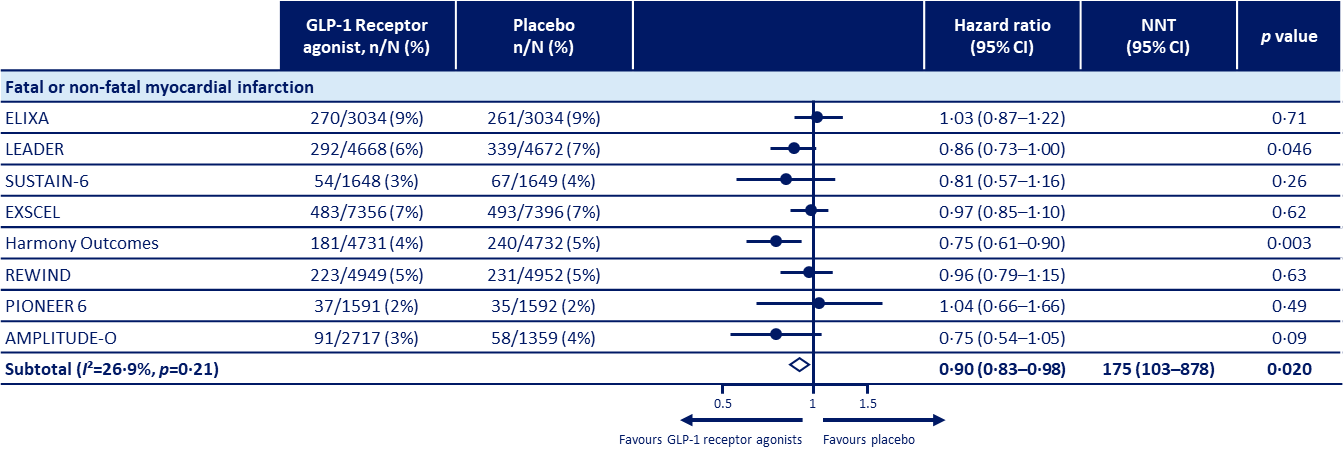 GLP-1 Receptor agonist, n/N (%) Placebo n/N (%) Hazard ratio (95% CI) NNT (95% CI) p value
Fatal or non-fatal myocardial infarction
ELIXA 270/3034 (9%) 261/3034 (9%) 1·03 (0·87–1·22) 0·71
LEADER 292/4668 (6%) 339/4672 (7%) 0·86 (0·73–1·00) 0·046
SUSTAIN-6 54/1648 (3%) 67/1649 (4%) 0·81 (0·57–1·16) 0·26
EXSCEL 483/7356 (7%) 493/7396 (7%) 0·97 (0·85–1·10) 0·62
Harmony Outcomes 181/4731 (4%) 240/4732 (5%) 0·75 (0·61–0·90) 0·003
REWIND 223/4949 (5%) 231/4952 (5%) 0·96 (0·79–1·15) 0·63
PIONEER 6 37/1591 (2%) 35/1592 (2%) 1·04 (0·66–1·66) 0·49
AMPLITUDE-O 91/2717 (3%) 58/1359 (4%) 0·75 (0·54–1·05) 0·09
Subtotal (I²=26·9%, p=0·21) 0·90 (0·83–0·98) 175 (103–878) 0·020
0.5 1 1.5
Favours GLP-1 receptor agonists Favours placebo